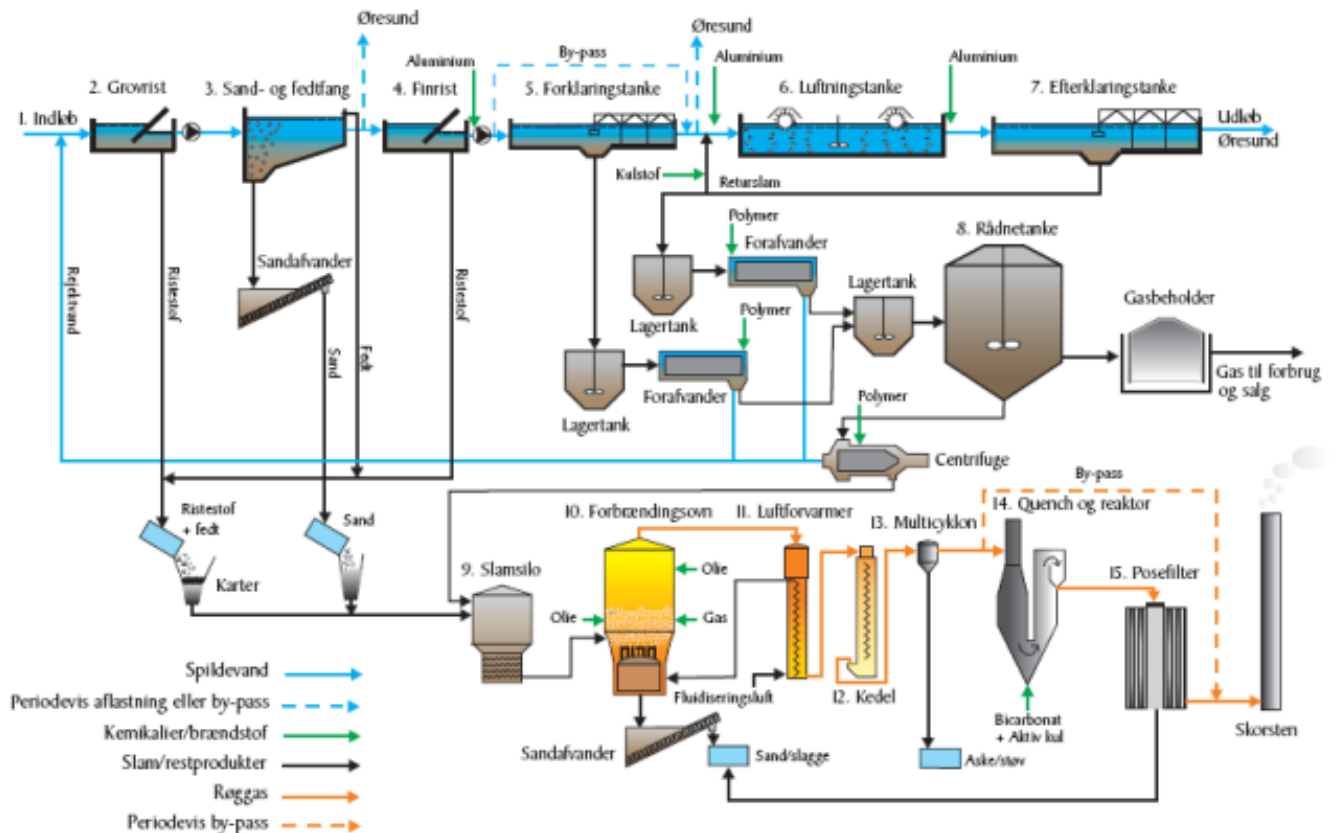 Øresund
Øresund
Aluminium
By-pass
Aluminium
Aluminium
1. Indløb
2. Grovrist
3. Sand- og fedtfang
4. Finrist
5. Forklaringstanke
6. Luftningstanke
7. Efterklaringstanke
Udløb
Øresund
Kulstof
Returslam
Rejektvand
Ristestof
Sandafvander
Sand
Fedt
Ristestof
Polymer
Forafvander
Lagertank
Polymer
Forafvander
Lagertank
Lagertank
8. Rådnetanke
Gasbeholder
Gas til forbrug
og salg
Polymer
Centrifuge
Ristestof
+ fedt
Sand
Karter
9. Slamsilo
10. Forbrændingsovn
Olie
Olie
Gas
11. Luftforvarmer
Fluidiseringsluft
12. Kedel
13. Multicyklon
By-pass
14. Quench og reaktor
15. Posefilter
Bicarbonat
+ Aktiv kul
Skorsten
Sandafvander
Sand/slagge
Aske/støv
Spildevand
Periodevis aflastning eller by-pass
Kemikalier/brændstof
Slam/restprodukter
Røggas
Periodevis by-pass